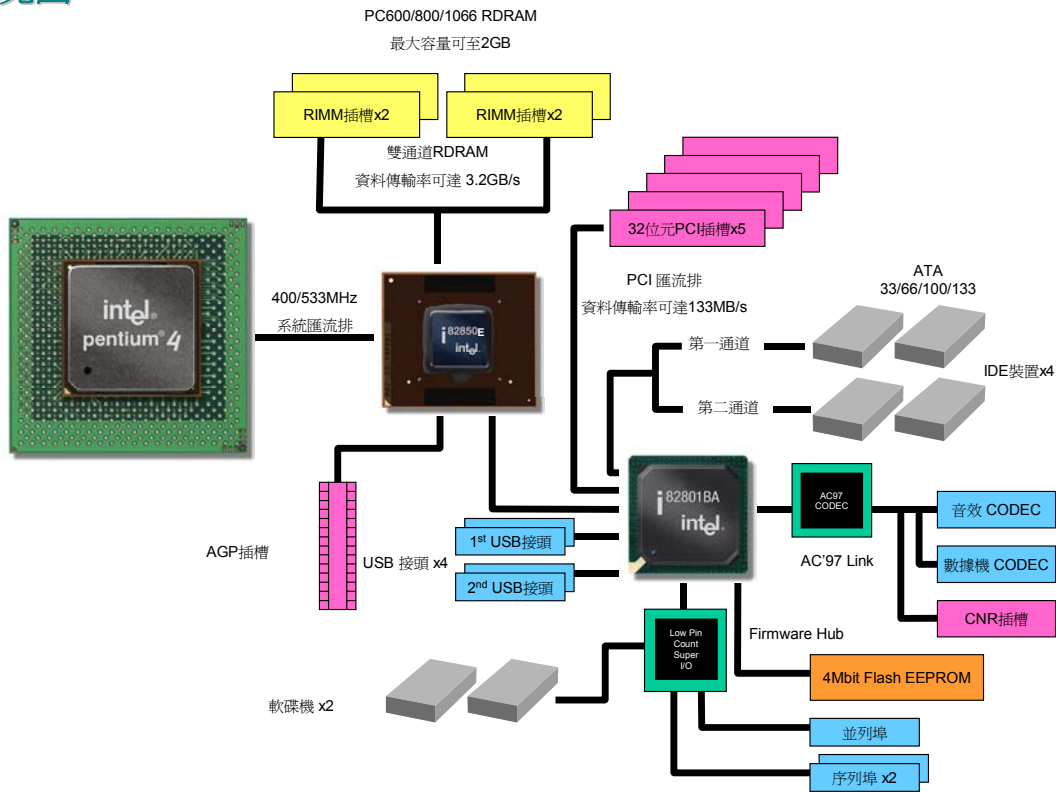 PC600/800/1066 RDRAM
最大容量可至2GB
RIMM插槽x2
RIMM插槽x2
雙通道RDRAM
資料傳輸率可達 3.2GB/s
32位元PCI插槽x5
PCI 匯流排
資料傳輸率可達133MB/s
ATA
33/66/100/133
第一通道
第二通道
IDE裝置x4
intel.
pentium® 4
400/533MHz
系統匯流排
i 82850E
intel.
i 82801BA
intel.
AC97
CODEC
AC'97 Link
音效 CODEC
數據機 CODEC
CNR插槽
AGP插槽
USB 接頭 x4
1st USB接頭
2nd USB接頭
Low Pin
Count
Super
I/O
Firmware Hub
4Mbit Flash EEPROM
軟碟機 x2
並列埠
序列埠 x2